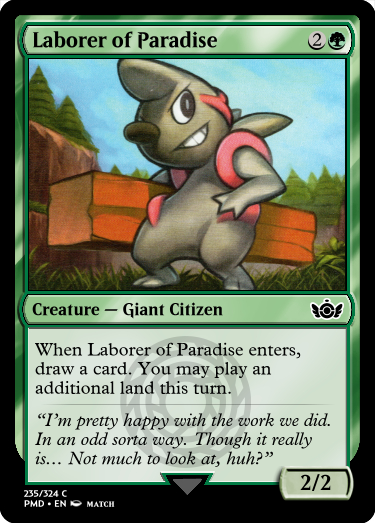 Laborer of Paradise 2
Creature — Giant Citizen
When Laborer of Paradise enters,
draw a card. You may play an
additional land this turn.
“I’m pretty happy with the work we did.
In an odd sorta way. Though it really
is… Not much to look at, huh?”
2/2
235/324 C
PMD • EN MATCH